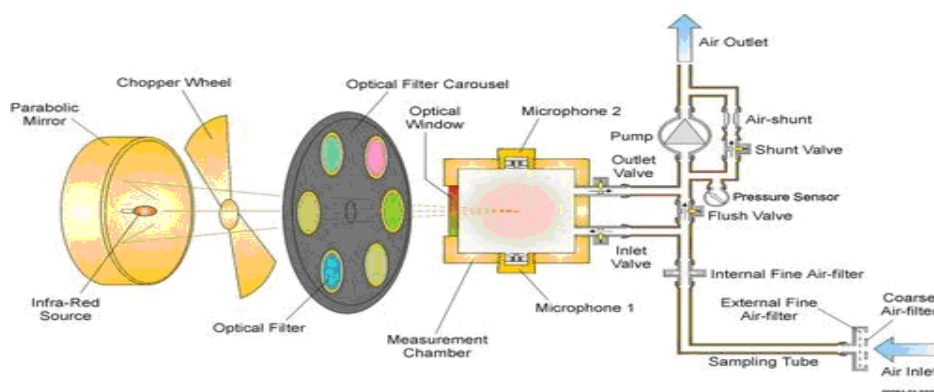 Air Outlet
Chopper Wheel
Optical Filter Carousel
Parabolic
Mirror
Optical
Window
Microphone 2
Pump
Air-shunt
Shunt Valve
Outlet
Valve
Pressure Sensor
Flush Valve
Inlet
Valve
Internal Fine Air-filter
Infra-Red
Source
Optical Filter
Microphone 1
Measurement
Chamber
External Fine
Air-filter
Coarse
Air-filter
Sampling Tube
Air Inlet